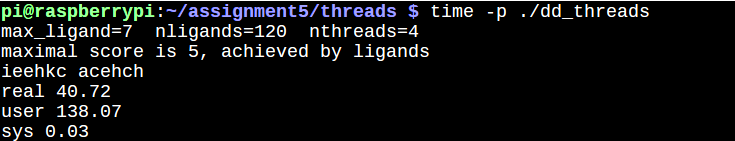 pi@raspberrypi:~/assignment5/threads $ time -p ./dd_threads
max_ligand=7  nligands=120  nthreads=4
maximal score is 5, achieved by ligands
ieehkc acehch
real 40.72
user 138.07
sys 0.03